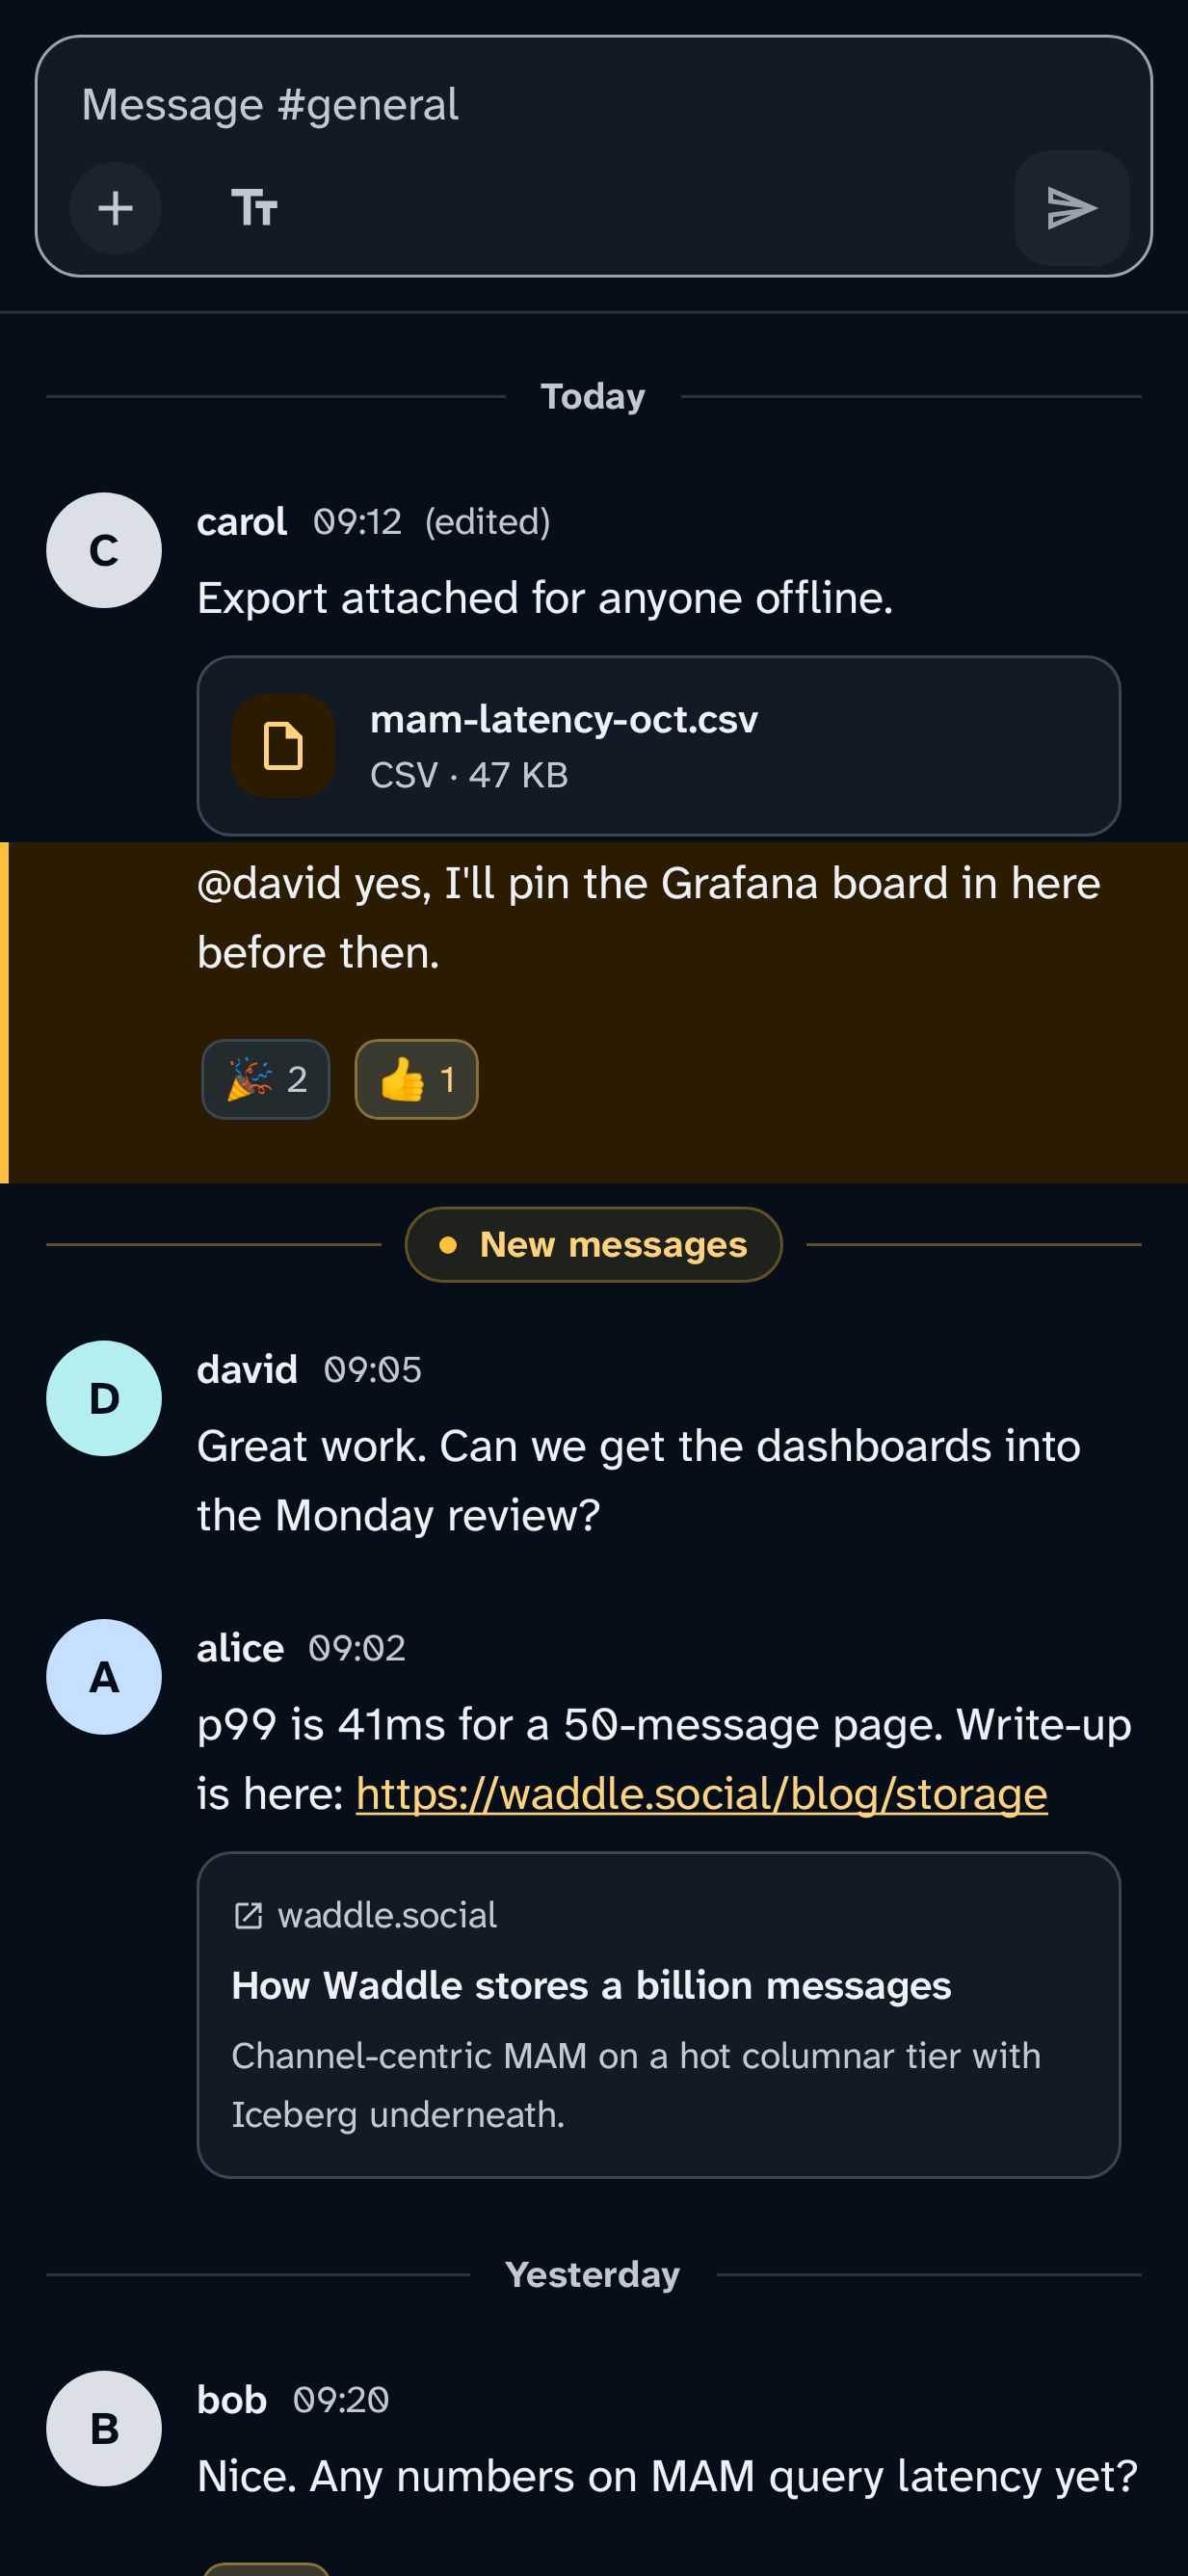 Message #general
Today
C
carol 09:12 (edited)
Export attached for anyone offline.
mam-latency-oct.csv
CSV · 47 KB
@david yes, I'll pin the Grafana board in here
before then.
🎉 2 👍 1
New messages
D
david 09:05
Great work. Can we get the dashboards into
the Monday review?
A
alice 09:02
p99 is 41ms for a 50-message page. Write-up
is here: https://waddle.social/blog/storage
waddle.social
How Waddle stores a billion messages
Channel-centric MAM on a hot columnar tier with
Iceberg underneath.
Yesterday
B
bob 09:20
Nice. Any numbers on MAM query latency yet?